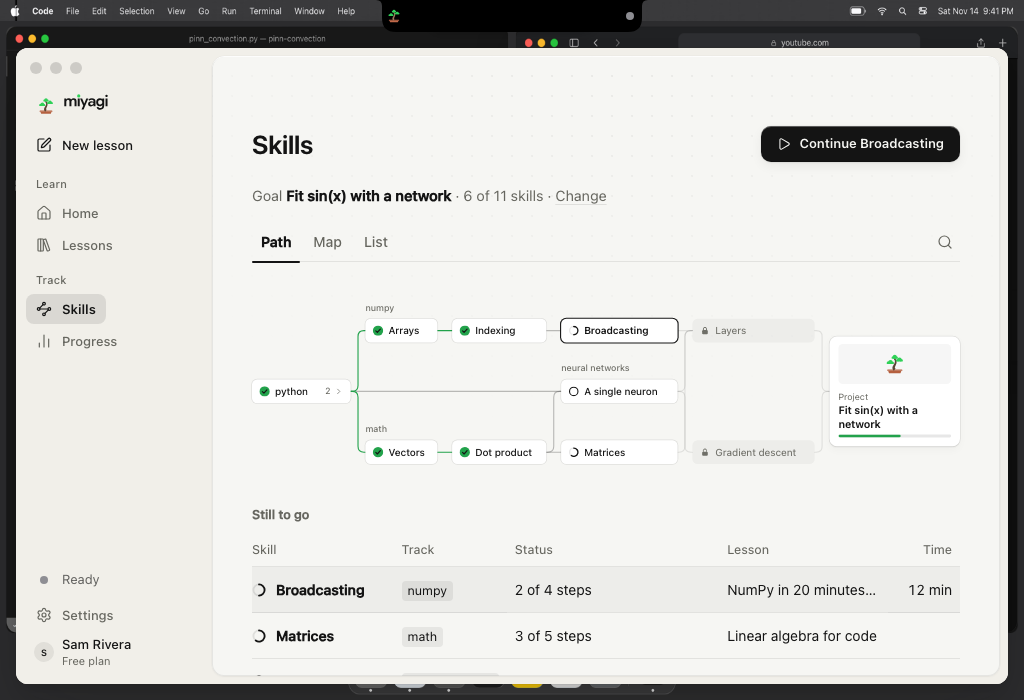 Code File Edit Selection View Go Run Terminal Window Help
Sat Nov 14 9:41 PM
pinn_convection.py — pinn-convection
youtube.com
miyagi
New lesson
Learn
Home
Lessons
Track
Skills
Progress
Ready
Settings
S
Sam Rivera
Free plan
Skills
Continue Broadcasting
Goal Fit sin(x) with a network · 6 of 11 skills · Change
Path Map List
numpy
Arrays Indexing Broadcasting Layers
neural networks
python 2 A single neuron
math
Vectors Dot product Matrices Gradient descent
Project
Fit sin(x) with a
network
Still to go
Skill Track Status Lesson Time
Broadcasting numpy 2 of 4 steps NumPy in 20 minutes... 12 min
Matrices math 3 of 5 steps Linear algebra for code